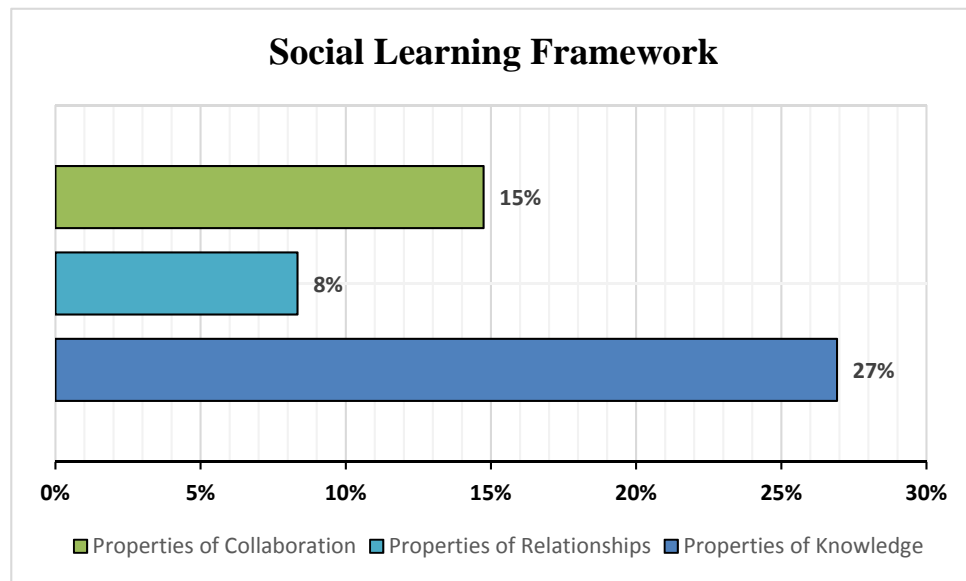 Social Learning Framework
15%
8%
27%
0% 5% 10% 15% 20% 25% 30%
Properties of Collaboration Properties of Relationships Properties of Knowledge